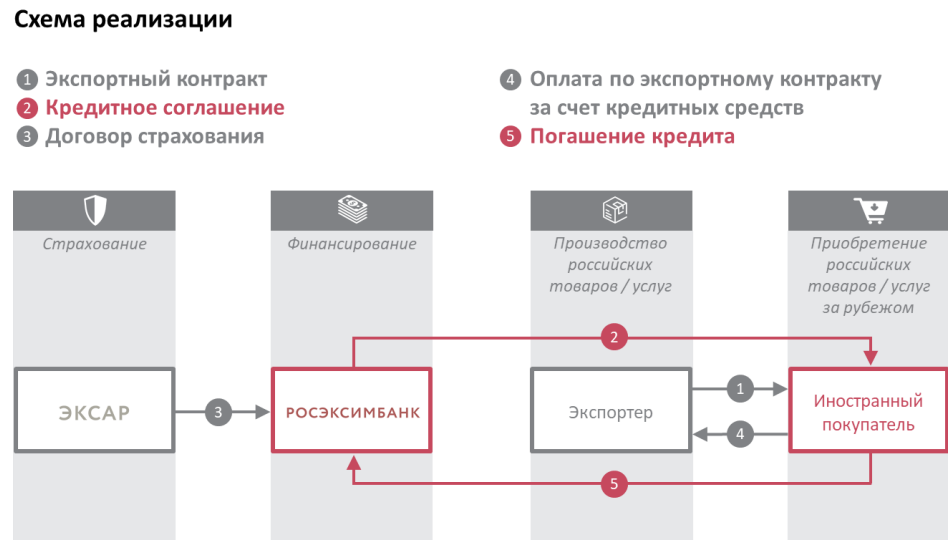 Схема реализации
1 Экспортный контракт
2 Кредитное соглашение
3 Договор страхования
4 Оплата по экспортному контракту
за счет кредитных средств
5 Погашение кредита
Страхование
Финансирование
Производство
российских
товаров / услуг
Приобретение
российских
товаров / услуг
за рубежом
2
ЭКСАР
3
РОСЭКСИМБАНК
Экспортер
1
4
Иностранный
покупатель
5